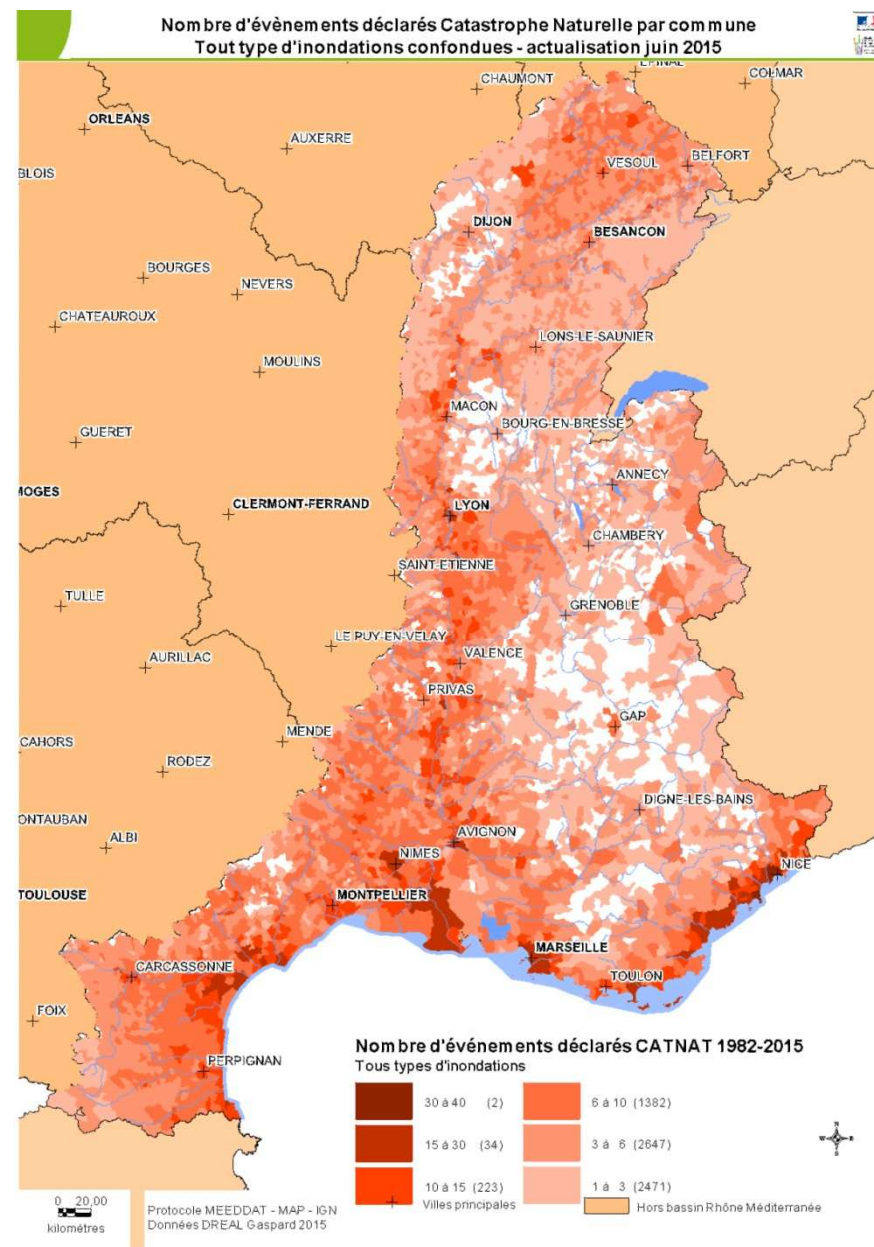 Nombre d'évènements déclarés Catastrophe Naturelle par commune
Tout type d'inondations confondues - actualisation juin 2015
EPINAL
COLMAR
CHAUMONT
ORLEANS
AUXERRE
BLOIS
VESOUL
BELFORT
DIJON
BESANCON
BOURGES
NEVERS
CHATEAUROUX
LONS-LE-SAUNIER
MOULINS
MACON
BOURG-EN-BRESSE
GUERET
ANNECY
MOGES
CLERMONT-FERRAND
LYON
CHAMBERY
SAINT-ETIENNE
TULLE
GRENOBLE
LE PUY-EN-VELAY
AURILLAC
VALENCE
PRIVAS
GAP
CAHORS
MENDE
RODEZ
DIGNE-LES-BAINS
ONTAUBAN
ALBI
AVIGNON
NIMES
NICE
TOULOUSE
MONTPELLIER
MARSEILLE
CARCASSONNE
TOULON
FOIX
PERPIGNAN
Nombre d'événements déclarés CATNAT 1982-2015
Tous types d'inondations
30 à 40 (2)
6 à 10 (1382)
15 à 30 (34)
3 à 6 (2647)
10 à 15 (223)
1 à 3 (2471)
Villes principales
Hors bassin Rhône Méditerranée
N
W E
S
0 20,00
kilométres
Protocole MEEDDAT - MAP - IGN
Données DREAL Gaspard 2015